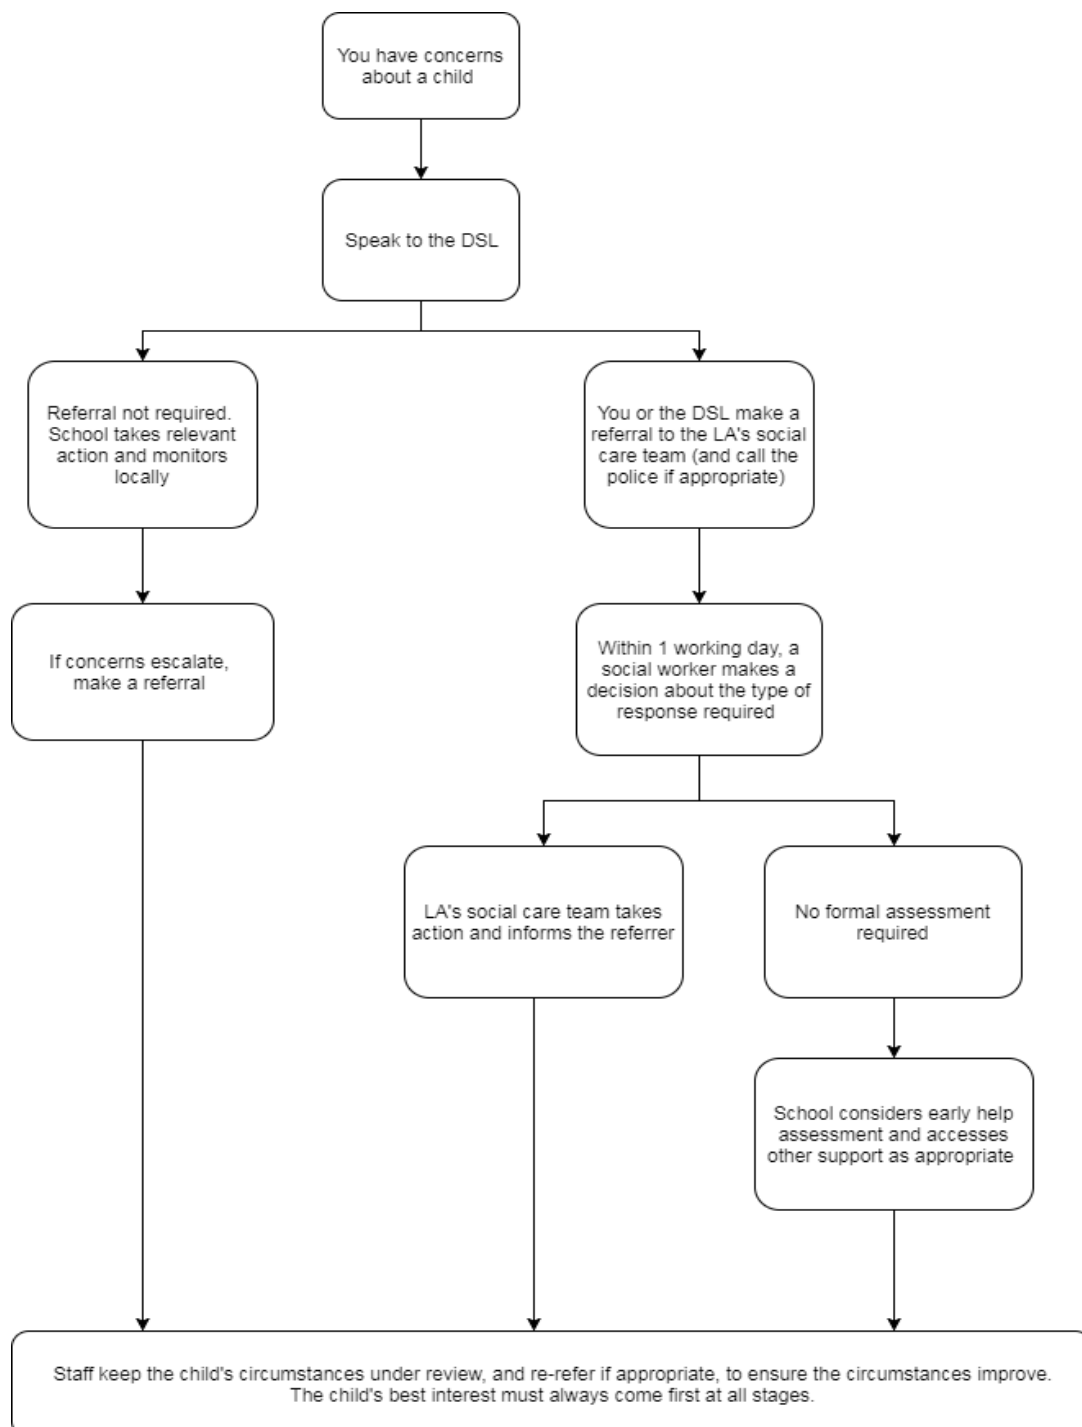 You have concerns
about a child
Speak to the DSL
Referral not required.
School takes relevant
action and monitors
locally
You or the DSL make a
referral to the LA's social
care team (and call the
police if appropriate)
If concerns escalate,
make a referral
Within 1 working day, a
social worker makes a
decision about the type of
response required
LA's social care team takes
action and informs the referrer
No formal assessment
required
School considers early help
assessment and accesses
other support as appropriate
Staff keep the child's circumstances under review, and re-refer if appropriate, to ensure the circumstances improve.
The child's best interest must always come first at all stages.